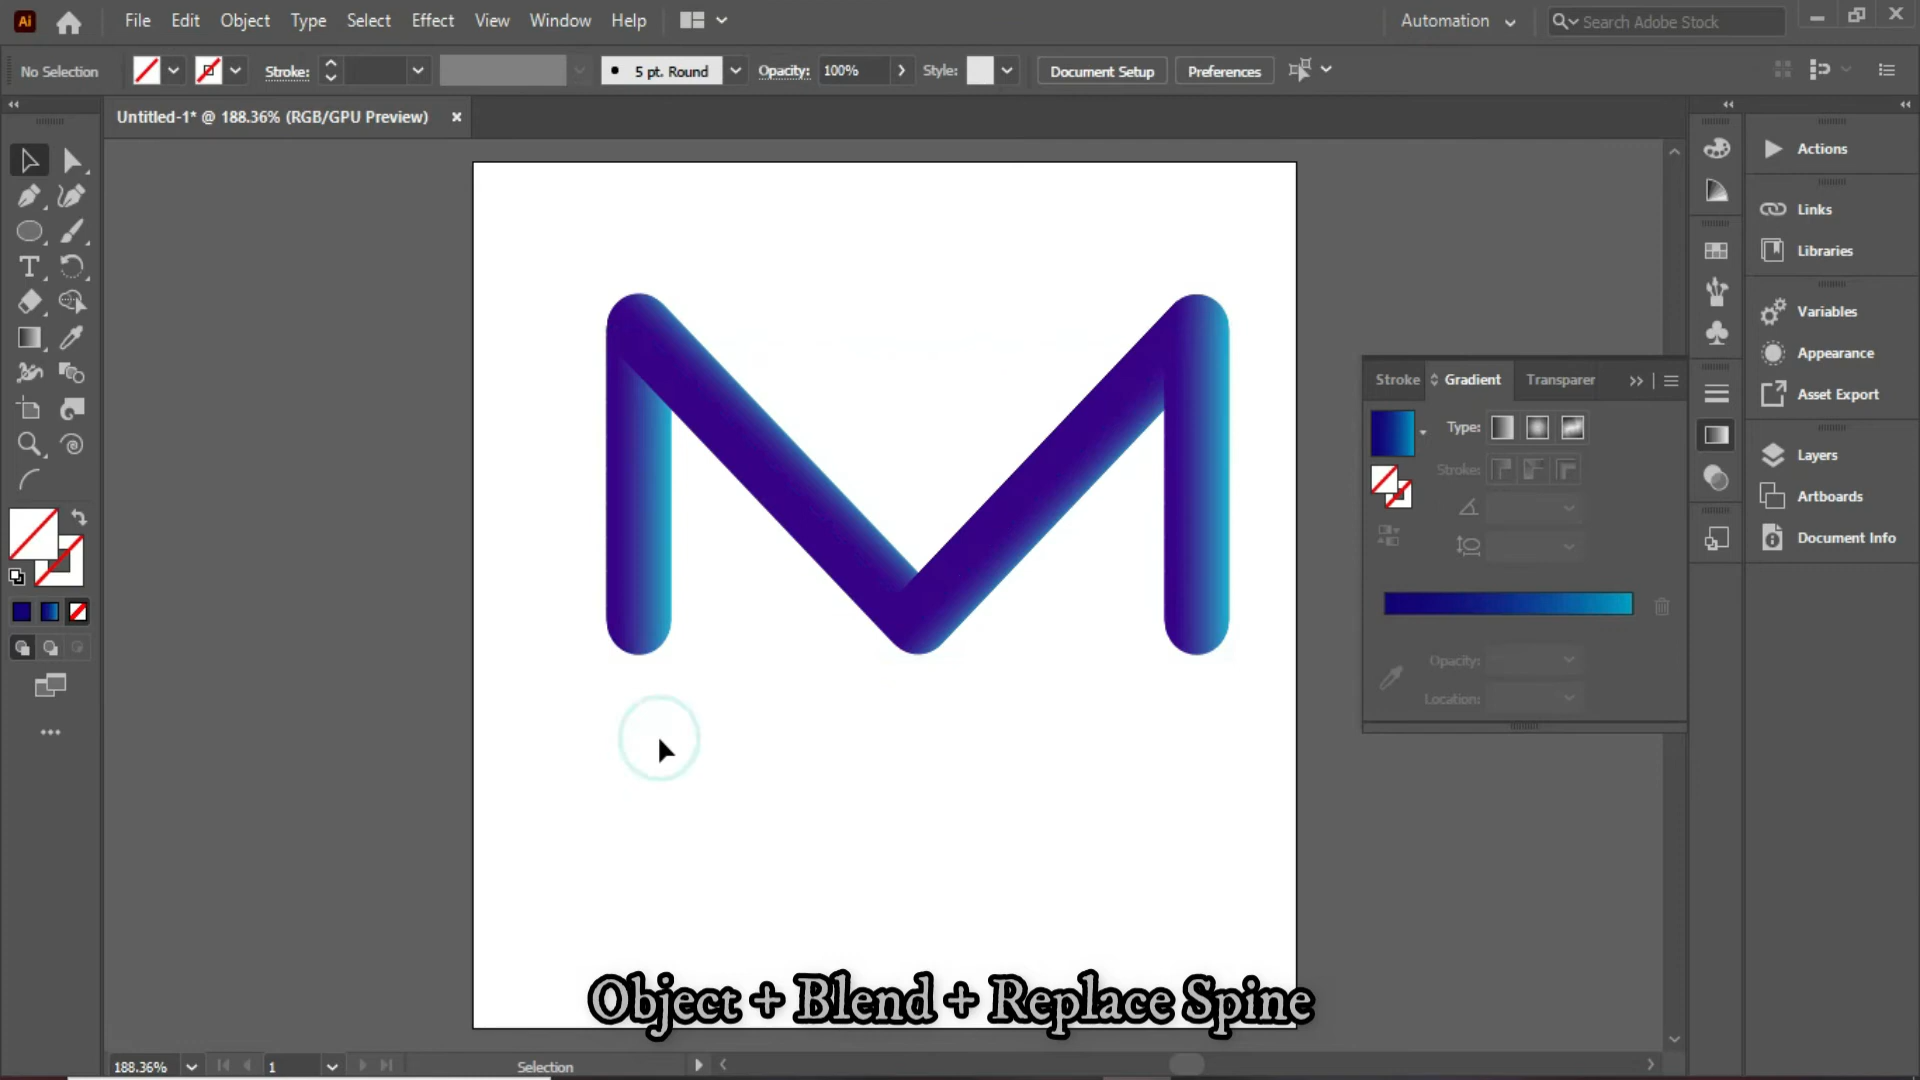 Ai File Edit Object Type Select Effect View Window Help Automation Search Adobe Stock
No Selection Stroke: 5 pt. Round Opacity: 100% Style: Document Setup Preferences
Untitled-1* @ 188.36% (RGB/GPU Preview)
Actions
Links
Libraries
Variables
Appearance
Asset Export
Layers
Artboards
Document Info
Stroke Gradient Transparer
Type:
Stroke:
Opacity:
Location:
M
Object + Blend + Replace Spine
188.36% 1 Selection